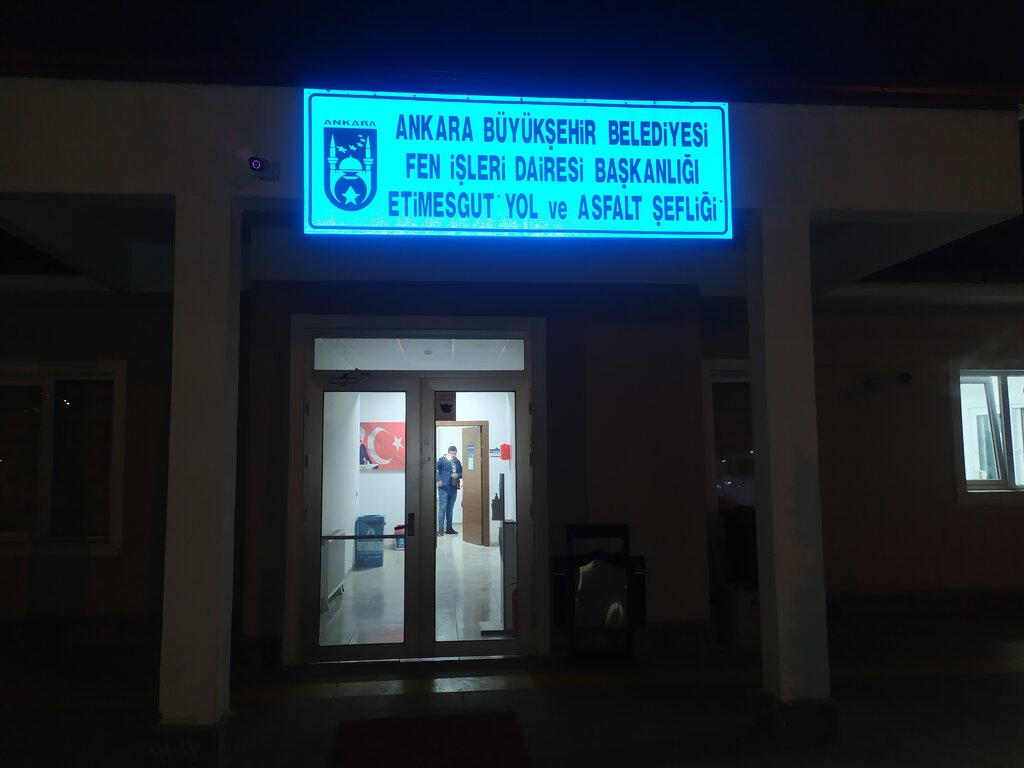 ANKARA
ANKARA BÜYÜKŞEHİR BELEDİYESİ
FEN İŞLERİ DAİRESİ BAŞKANLIĞI
ETİMESGUT YOL ve ASFALT ŞEFLİĞİ